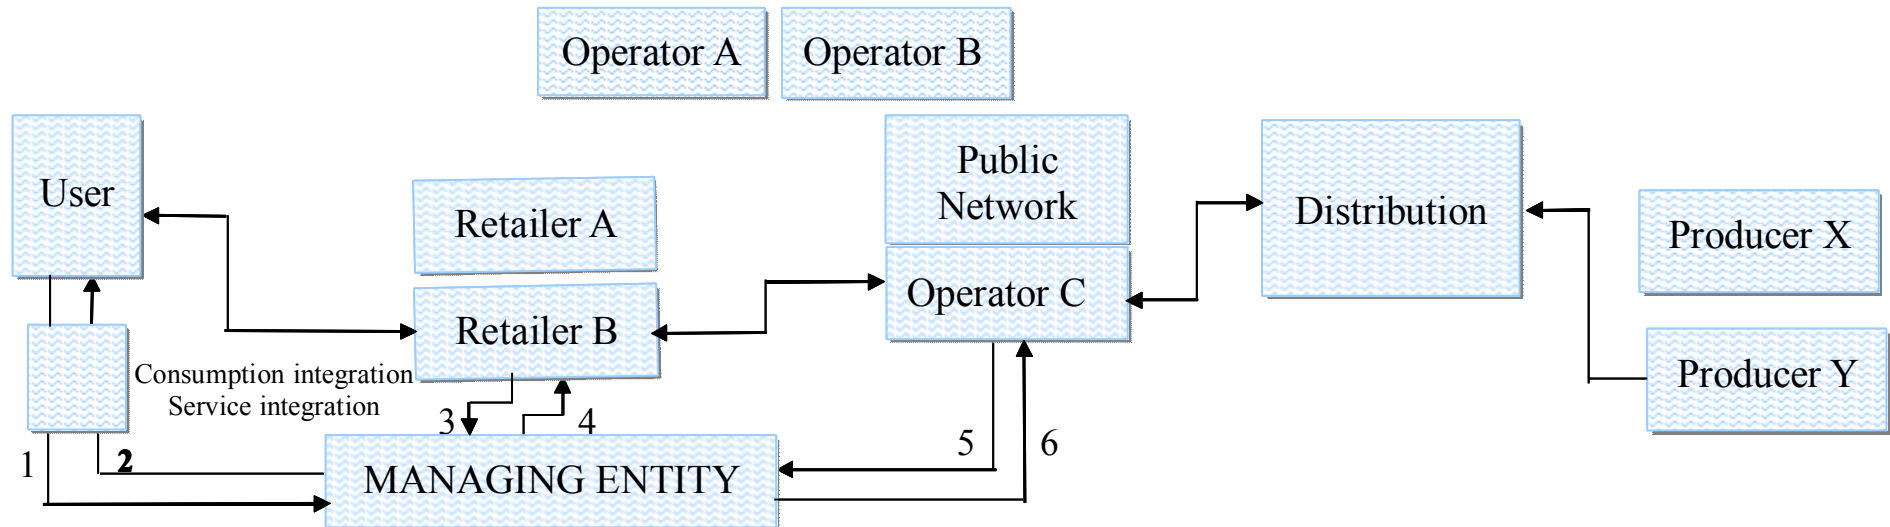 Operator A
Operator B
User
Retailer A
Public
Network
Distribution
Producer X
Operator C
Retailer B
Producer Y
Consumption integration
Service integration
3
4
5
6
1
2
MANAGING ENTITY